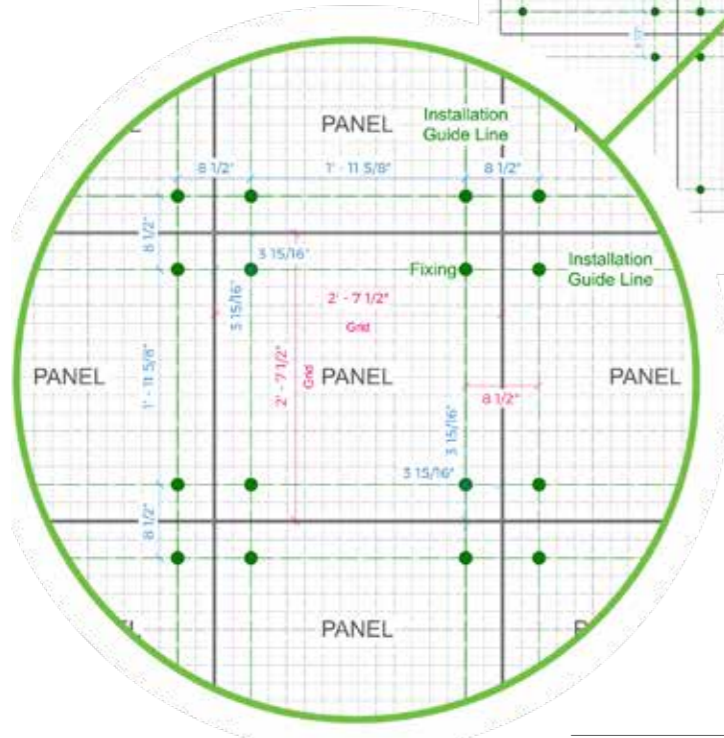 PANEL
Installation
Guide Line
8 1/2"
1' - 11 5/8"
8 1/2"
8 1/2"
3 15/16"
Fixing
Installation
Guide Line
3 15/16"
2' - 7 1/2"
Grid
1' - 11 5/8"
PANEL
2' - 7 1/2"
Grid
PANEL
PANEL
8 1/2"
3 15/16"
3 15/16"
8 1/2"
PANEL